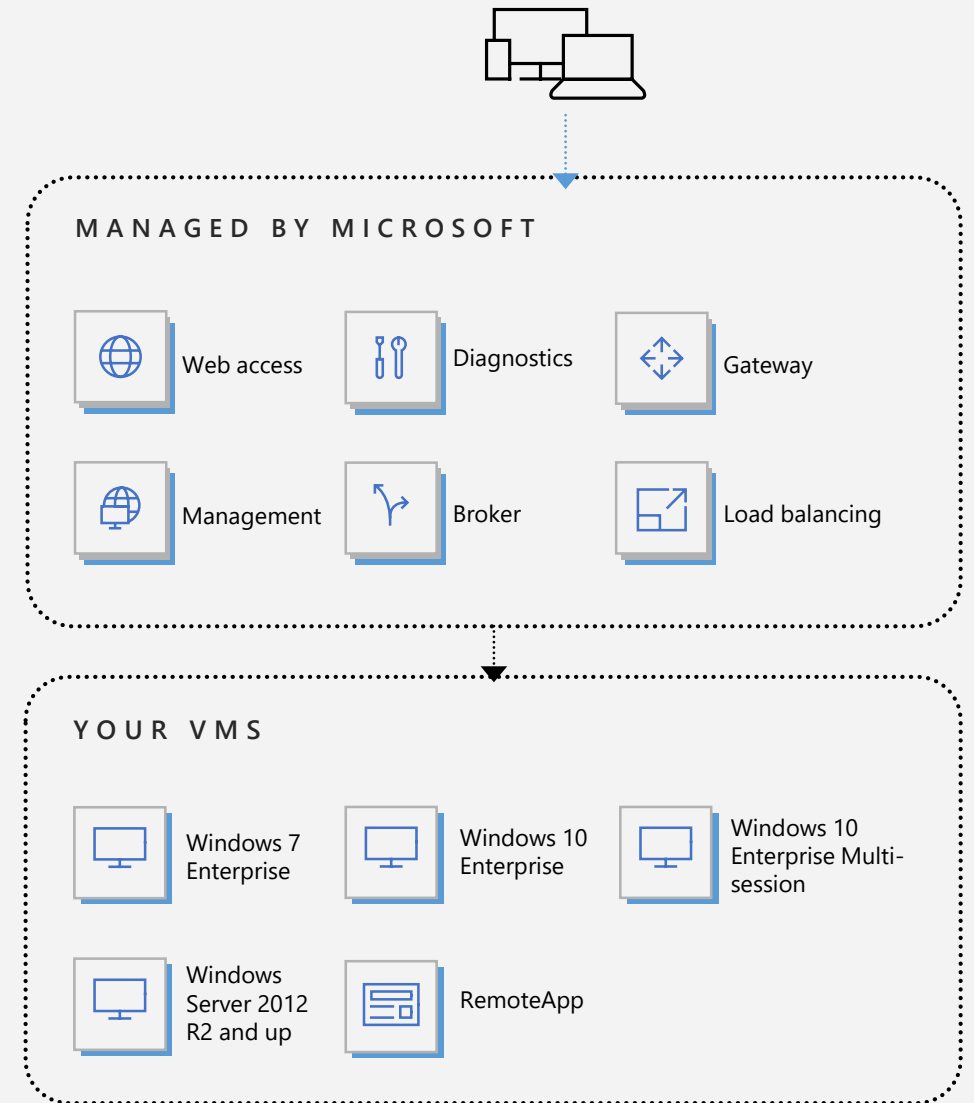 MANAGED BY MICROSOFT
Web access
Diagnostics
Gateway
Management
Broker
Load balancing
YOUR VMS
Windows 7
Enterprise
Windows 10
Enterprise
Windows 10
Enterprise Multi-
session
Windows
Server 2012
R2 and up
RemoteApp